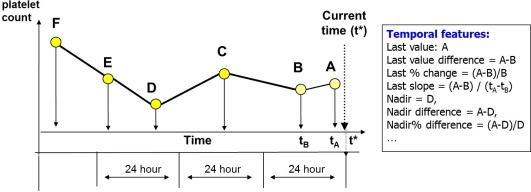 platelet
count
F
E
D
C
B
A
Current
time (t*)
Time
t_B
t_A
t*
24 hour
24 hour
24 hour
Temporal features:
Last value: A
Last value difference = A-B
Last % change = (A-B)/B
Last slope = (A-B) / (t_A-t_B)
Nadir = D,
Nadir difference = A-D,
Nadir% difference = (A-D)/D
...